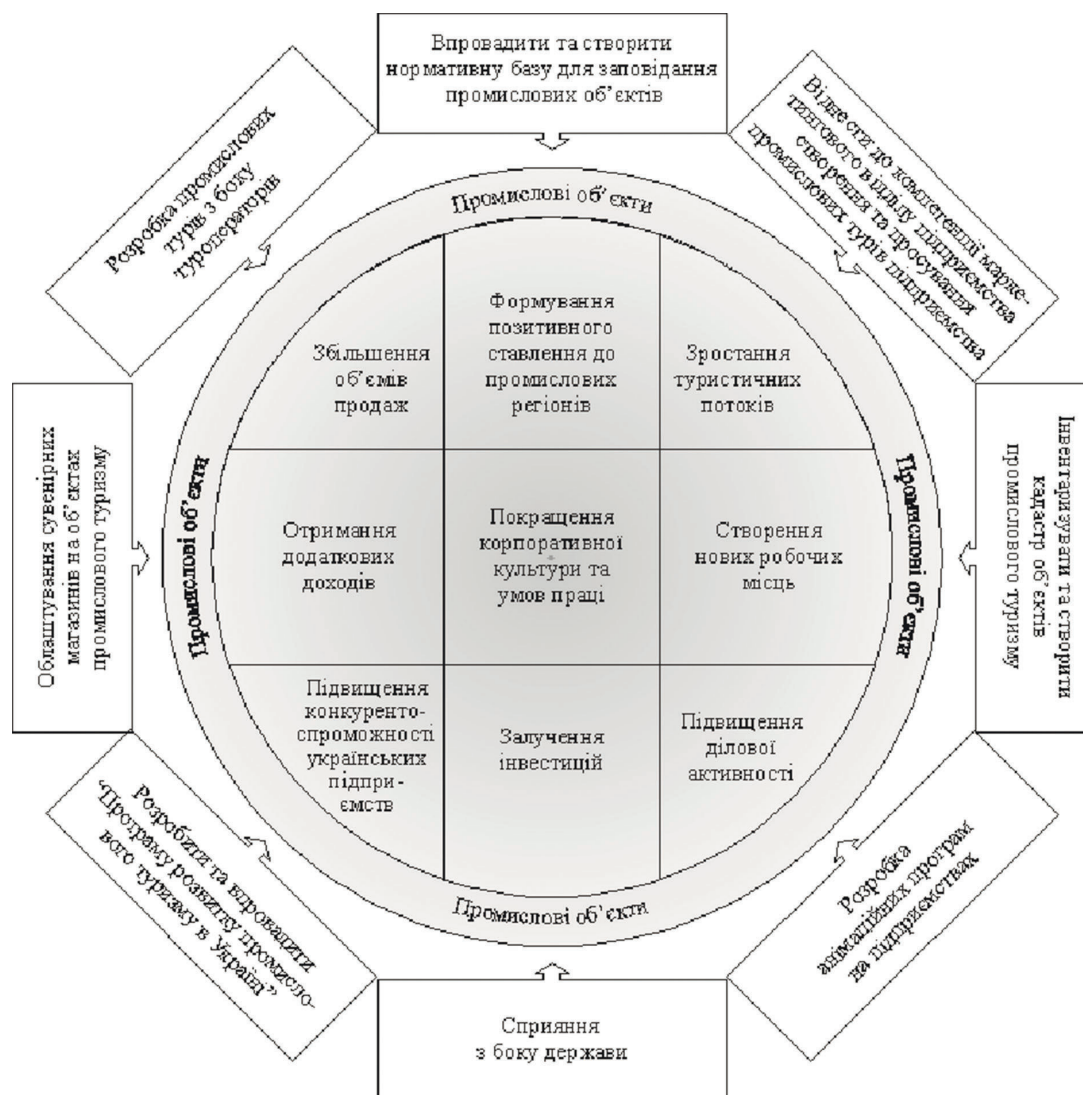 Впровадити та створити
нормативну базу для заповідання
промислових об’єктів
Віднести до компетенції марке-
тингового відділу підприємства
створення та просування
промислових турів підприємства
Інвентаризувати та створити
кадастр об’єктів
промислового туризму
Розробка
анімаційних програм
на підприємствах
Сприяння
з боку держави
Розробити та впровадити
“Програму розвитку промисло-
вого туризму в Україні”
Облаштування сувенірних
магазинів на об’єктах
промислового туризму
Розробка промислових
турів з боку
туроператорів
Промислові об’єкти
Промислові об’єкти
Промислові об’єкти
Промислові об’єкти
Збільшення
об’ємів
продаж
Формування
позитивного
ставлення до
промислових
регіонів
Зростання
туристичних
потоків
Отримання
додаткових
доходів
Покращення
корпоративної
культури та
умов праці
Створення
нових робочих
місць
Підвищення
конкуренто-
спроможності
українських
підпри-
ємств
Залучення
інвестицій
Підвищення
ділової
активності